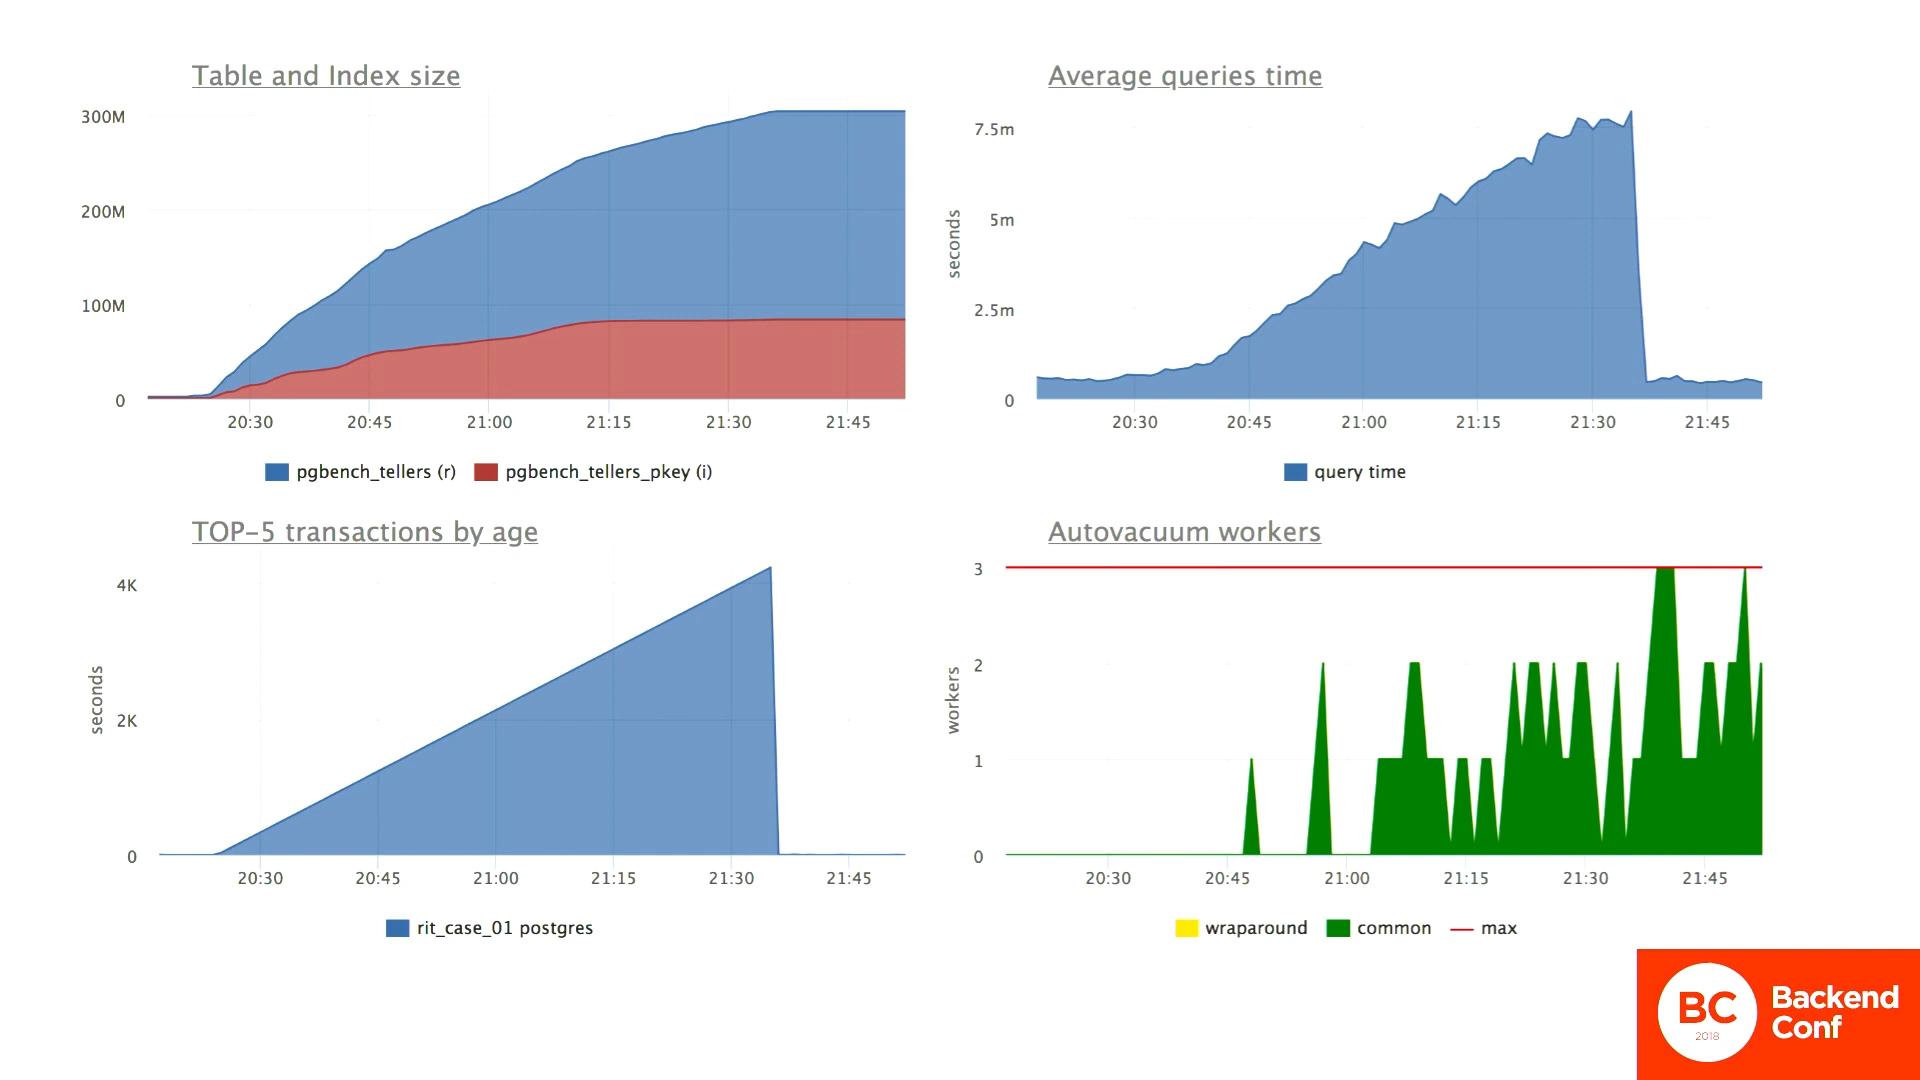 Table and Index size
300M
200M
100M
0
20:30 20:45 21:00 21:15 21:30 21:45
pgbench_tellers (r) pgbench_tellers_pkey (i)
Average queries time
seconds
7.5m
5m
2.5m
0
20:30 20:45 21:00 21:15 21:30 21:45
query time
TOP-5 transactions by age
seconds
4K
2K
0
20:30 20:45 21:00 21:15 21:30 21:45
rit_case_01 postgres
Autovacuum workers
workers
3
2
1
0
20:30 20:45 21:00 21:15 21:30 21:45
wraparound common max
BC
2018
Backend
Conf